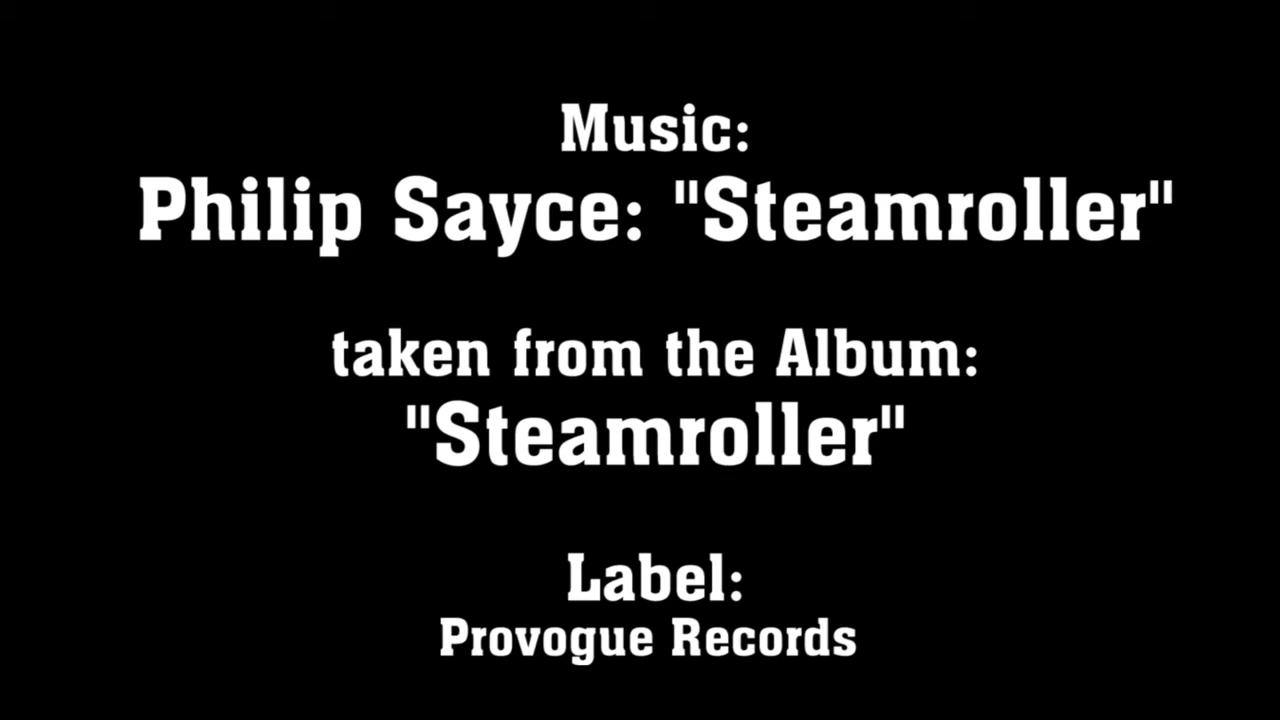 Music:
Philip Sayce: "Steamroller"
taken from the Album:
"Steamroller"
Label:
Provogue Records